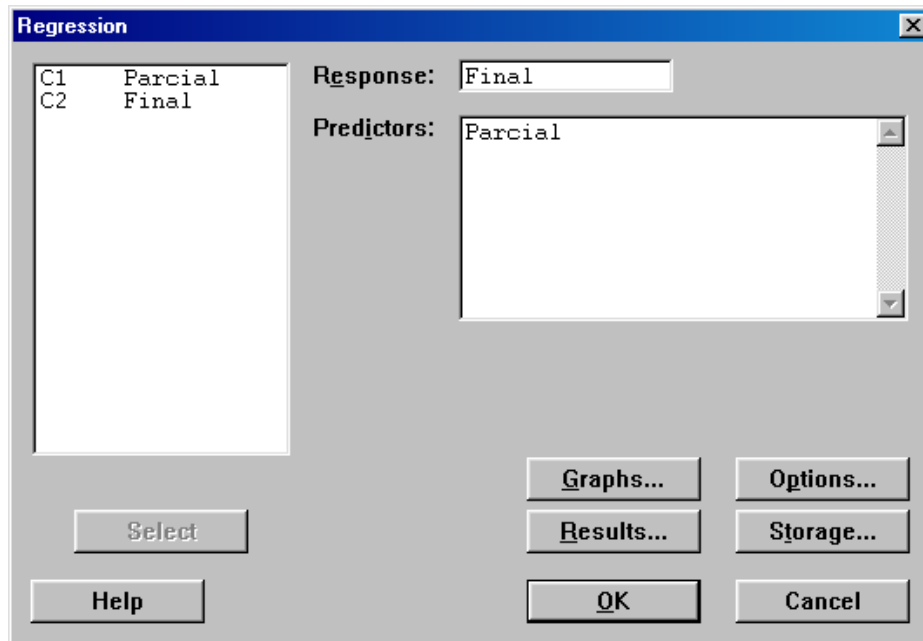 Regression
C1 Parcial
C2 Final
Response: Final
Predictors: Parcial
Graphs... Options...
Select Results... Storage...
Help OK Cancel